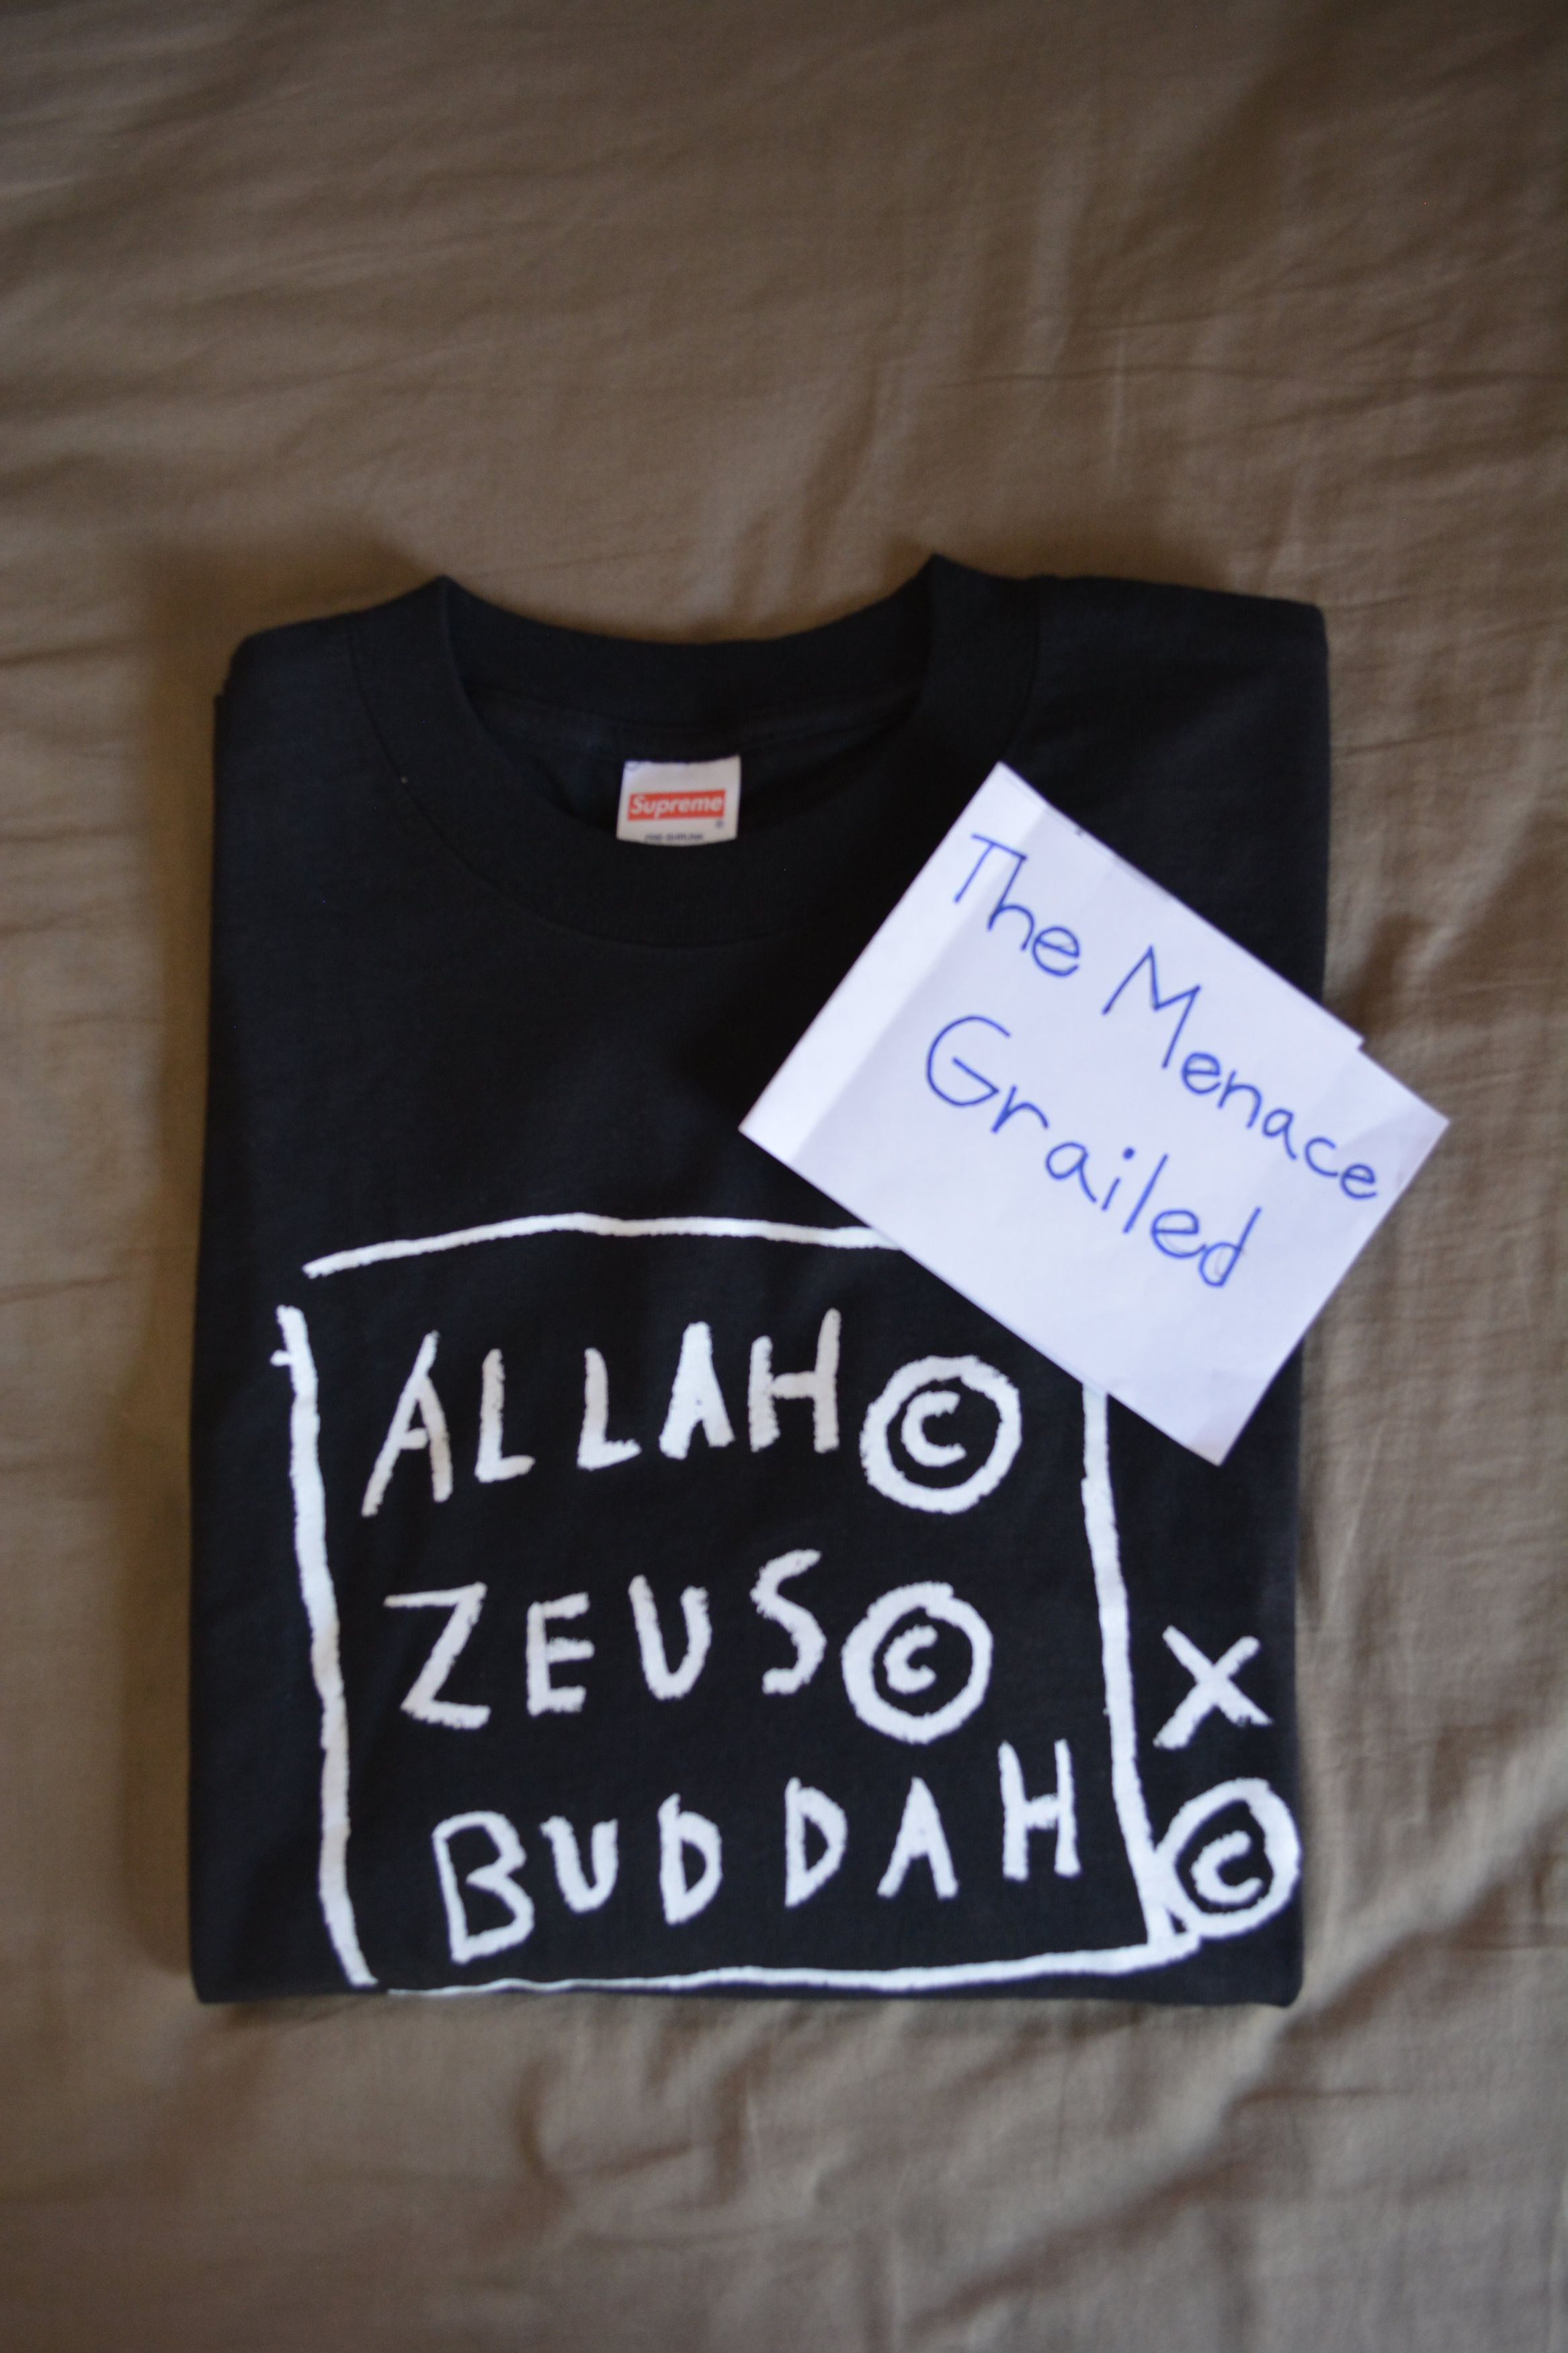 Supreme
®
The Menace
Grailed
ALLAH©
ZEUS©
X
BUDDAH
©